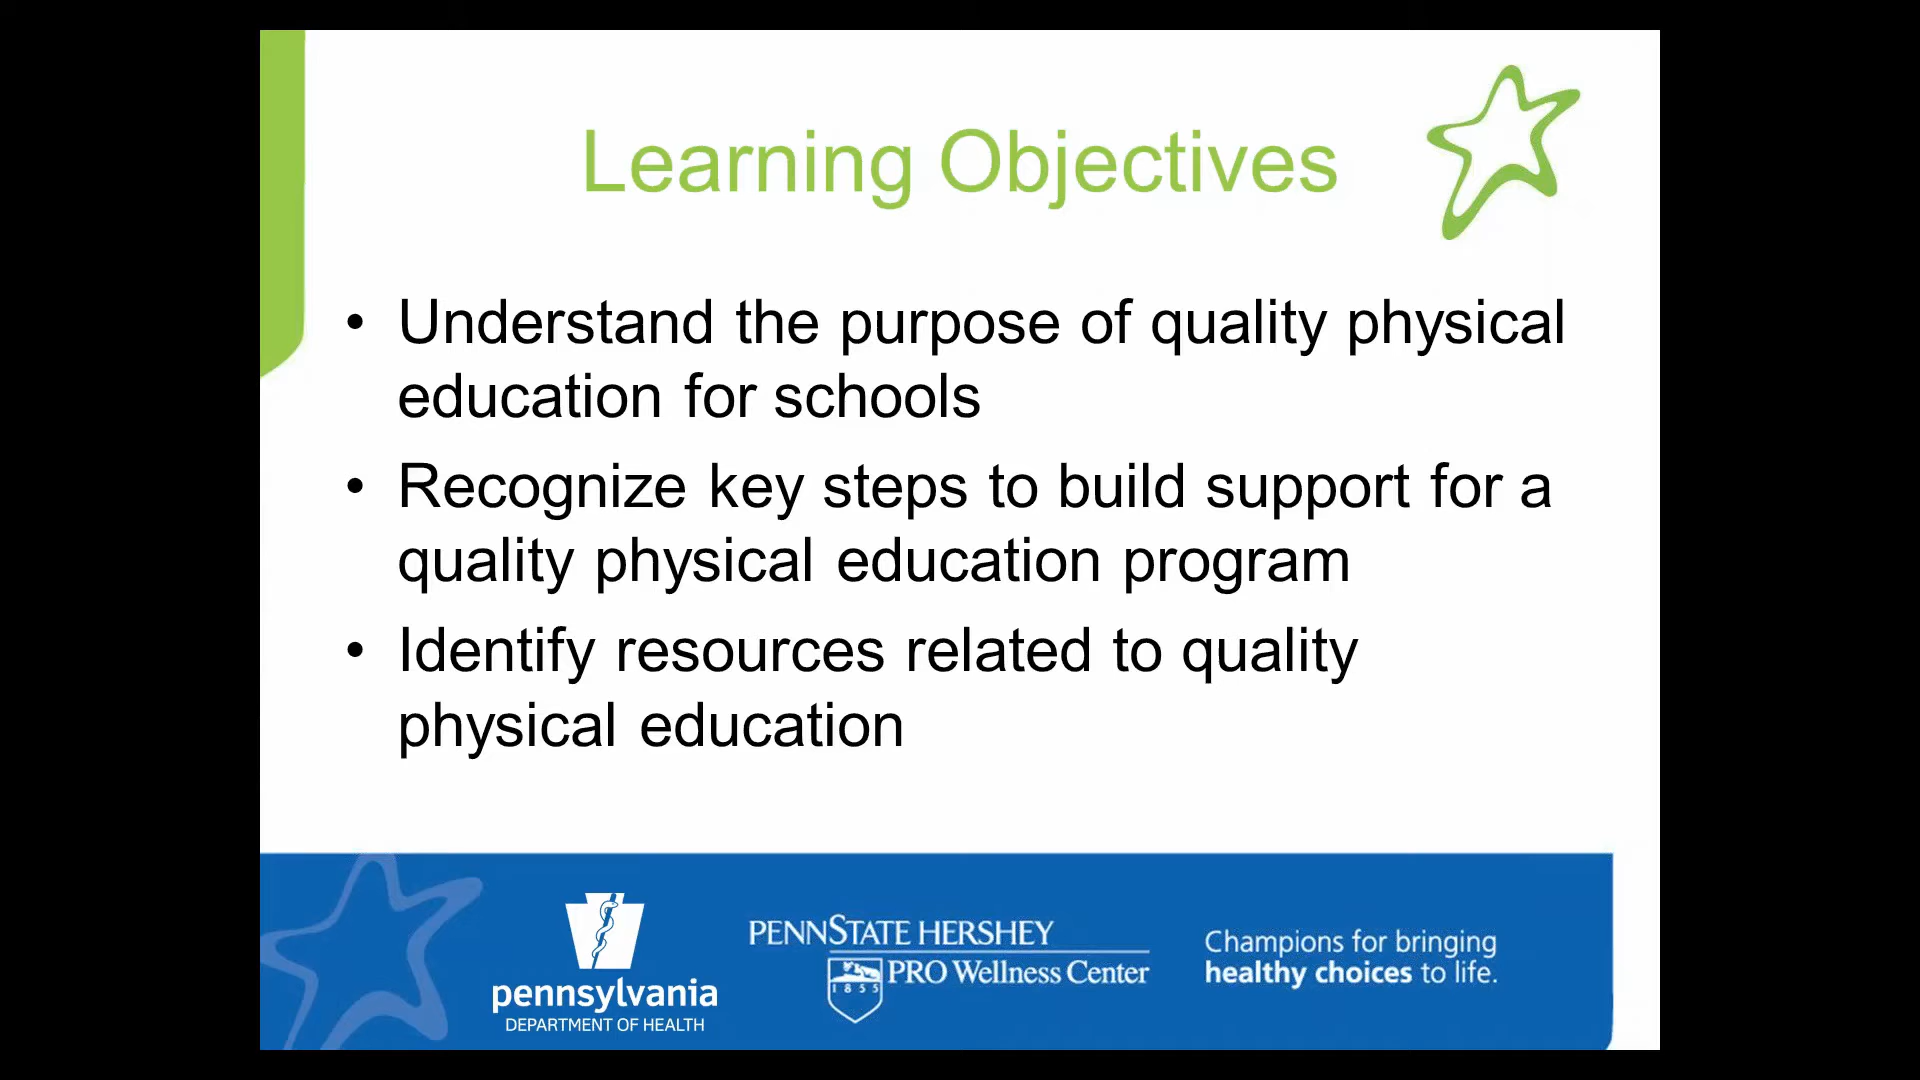 Learning Objectives
• Understand the purpose of quality physical
education for schools
• Recognize key steps to build support for a
quality physical education program
• Identify resources related to quality
physical education
pennsylvania
DEPARTMENT OF HEALTH
PENNSTATE HERSHEY
PRO Wellness Center
1855
Champions for bringing
healthy choices to life.